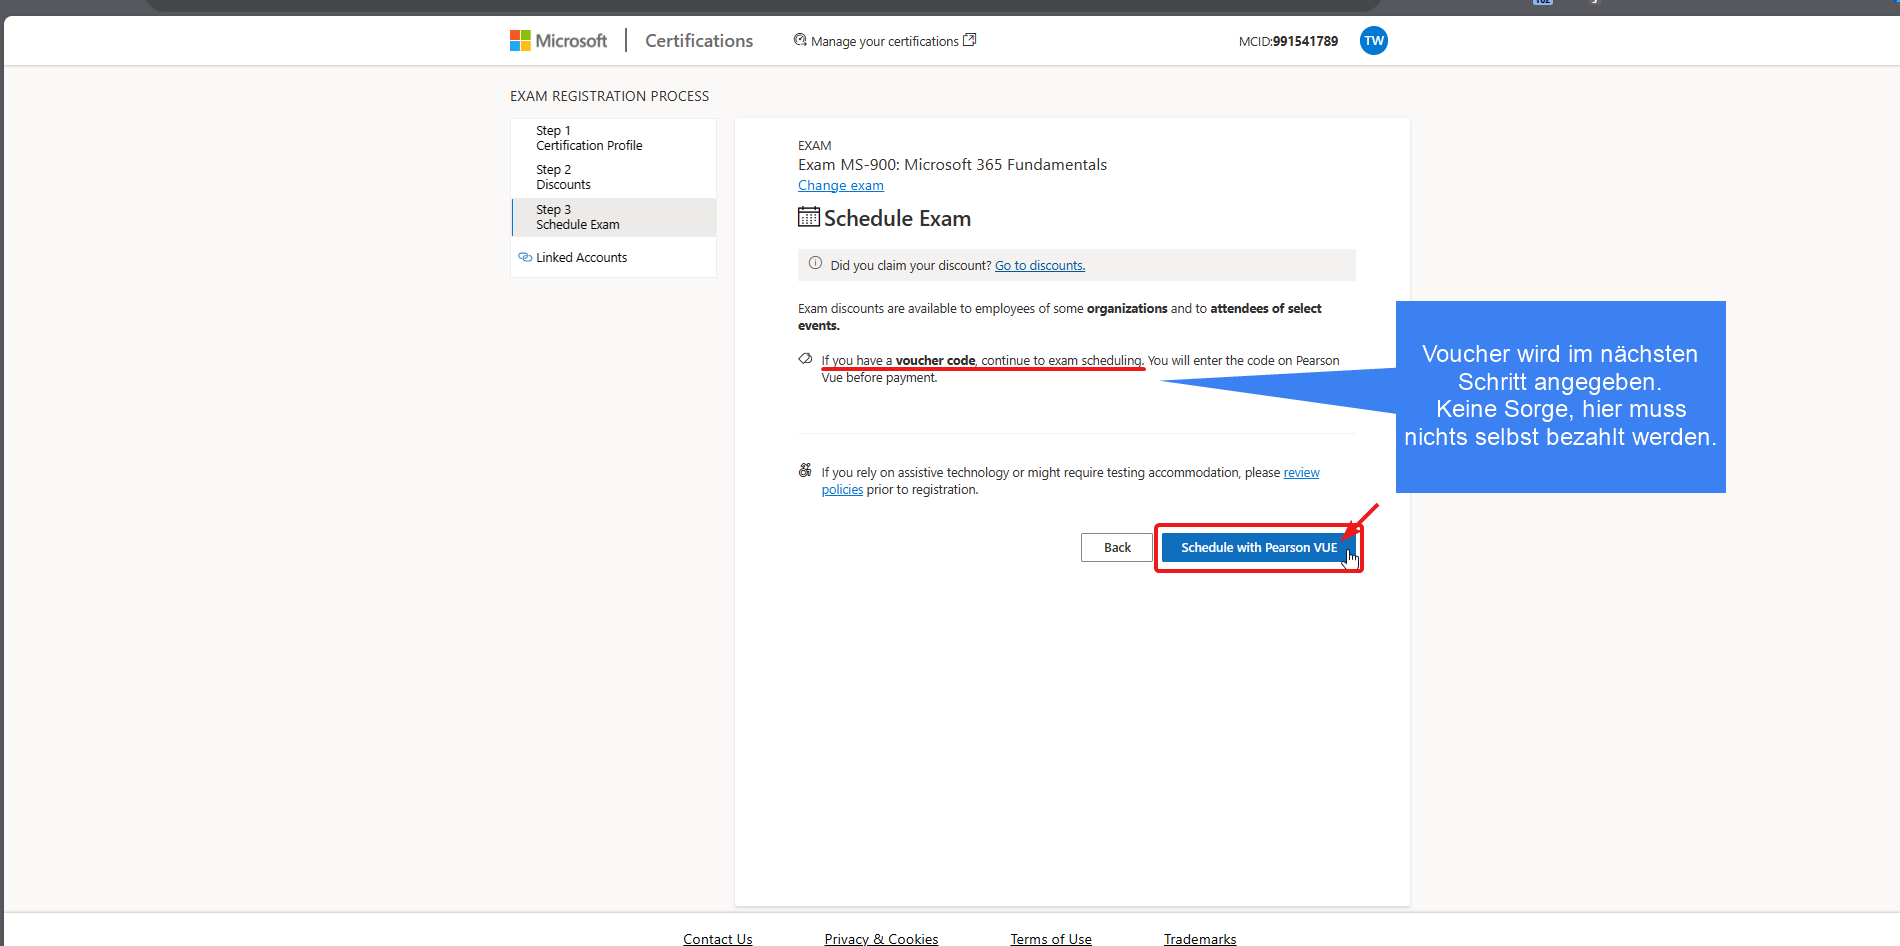 Microsoft
Certifications
Manage your certifications
MCID:991541789
TW
EXAM REGISTRATION PROCESS
Step 1
Certification Profile
Step 2
Discounts
Step 3
Schedule Exam
Linked Accounts
EXAM
Exam MS-900: Microsoft 365 Fundamentals
Change exam
Schedule Exam
Did you claim your discount? Go to discounts.
Exam discounts are available to employees of some organizations and to attendees of select
events.
If you have a voucher code, continue to exam scheduling. You will enter the code on Pearson
Vue before payment.
Voucher wird im nächsten
Schritt angegeben.
Keine Sorge, hier muss
nichts selbst bezahlt werden.
If you rely on assistive technology or might require testing accommodation, please review
policies prior to registration.
Back
Schedule with Pearson VUE
Contact Us
Privacy & Cookies
Terms of Use
Trademarks